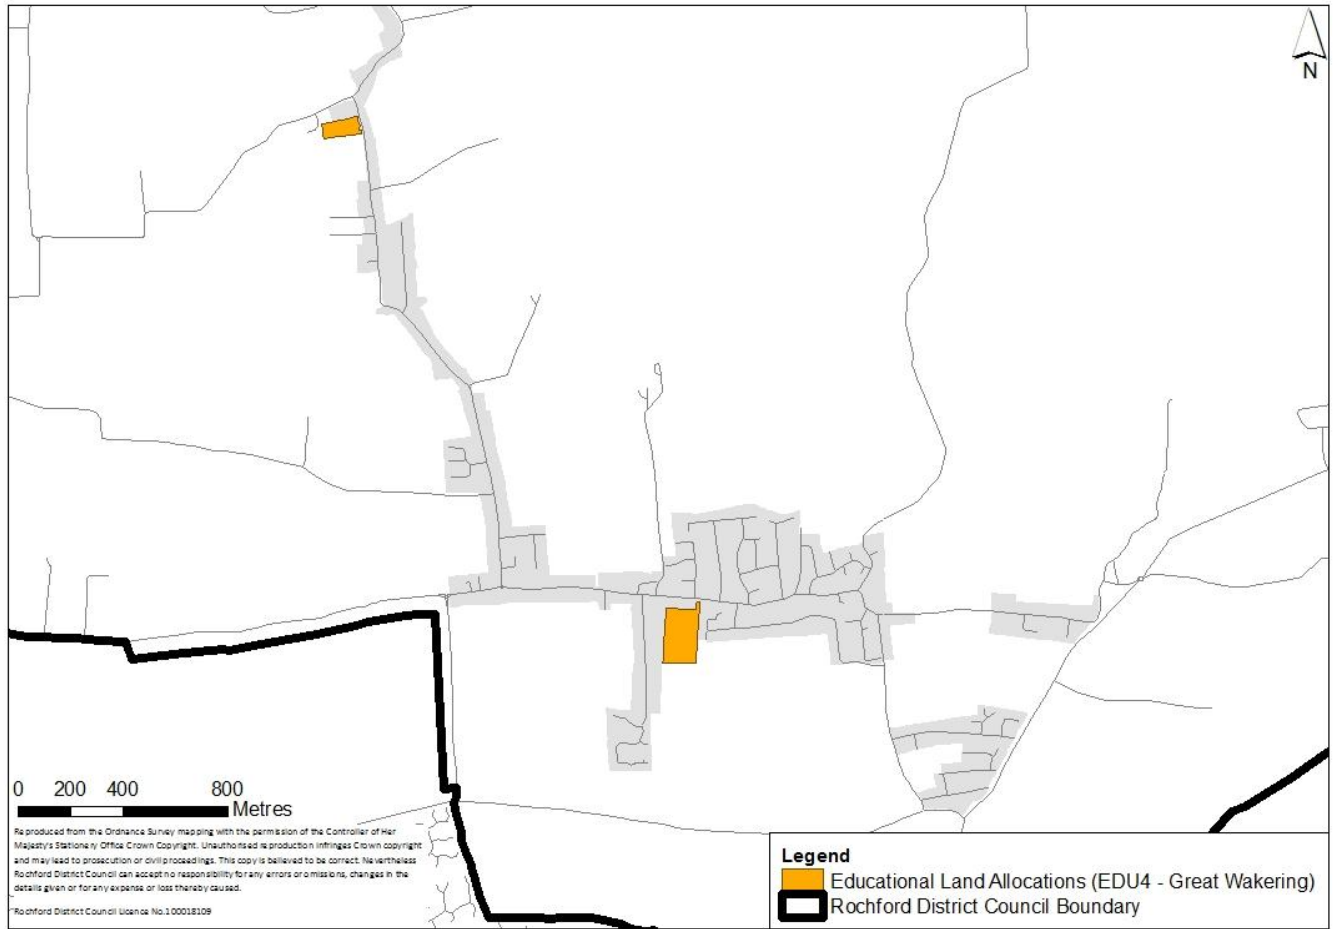 N
0 200 400 800
Metres
Reproduced from the Ordnance Survey mapping with the permission of the Controller of Her
Majesty's Stationery Office Crown Copyright. Unauthorised reproduction infringes Crown copyright
and may lead to prosecution or civil proceedings. This copy is believed to be correct. Nevertheless
Rochford District Council can accept no responsibility for any errors or omissions, changes in the
details given or for any expense or loss thereby caused.
Rochford District Council Licence No.100018109
Legend
Educational Land Allocations (EDU4 - Great Wakering)
Rochford District Council Boundary